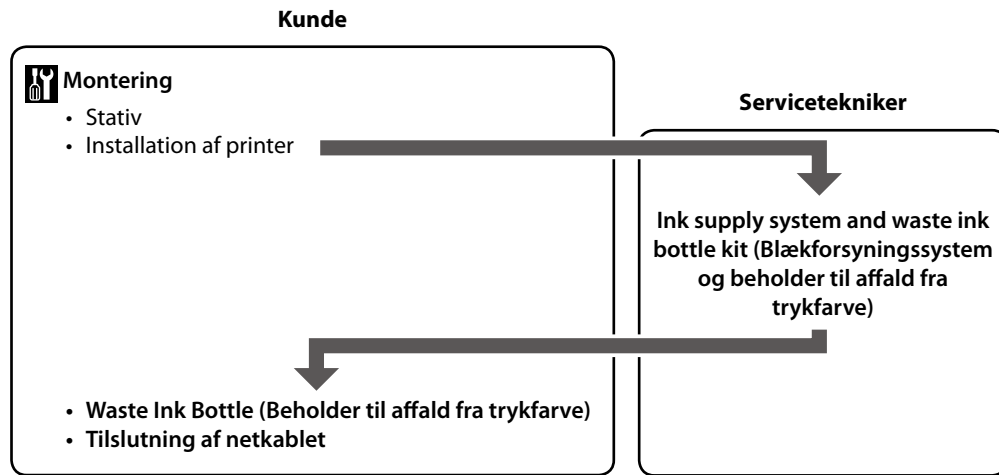 Kunde
Montering
• Stativ
• Installation af printer
Servicetekniker
Ink supply system and waste ink
bottle kit (Blækforsyningssystem
og beholder til affald fra
trykfarve)
• Waste Ink Bottle (Beholder til affald fra trykfarve)
• Tilslutning af netkablet